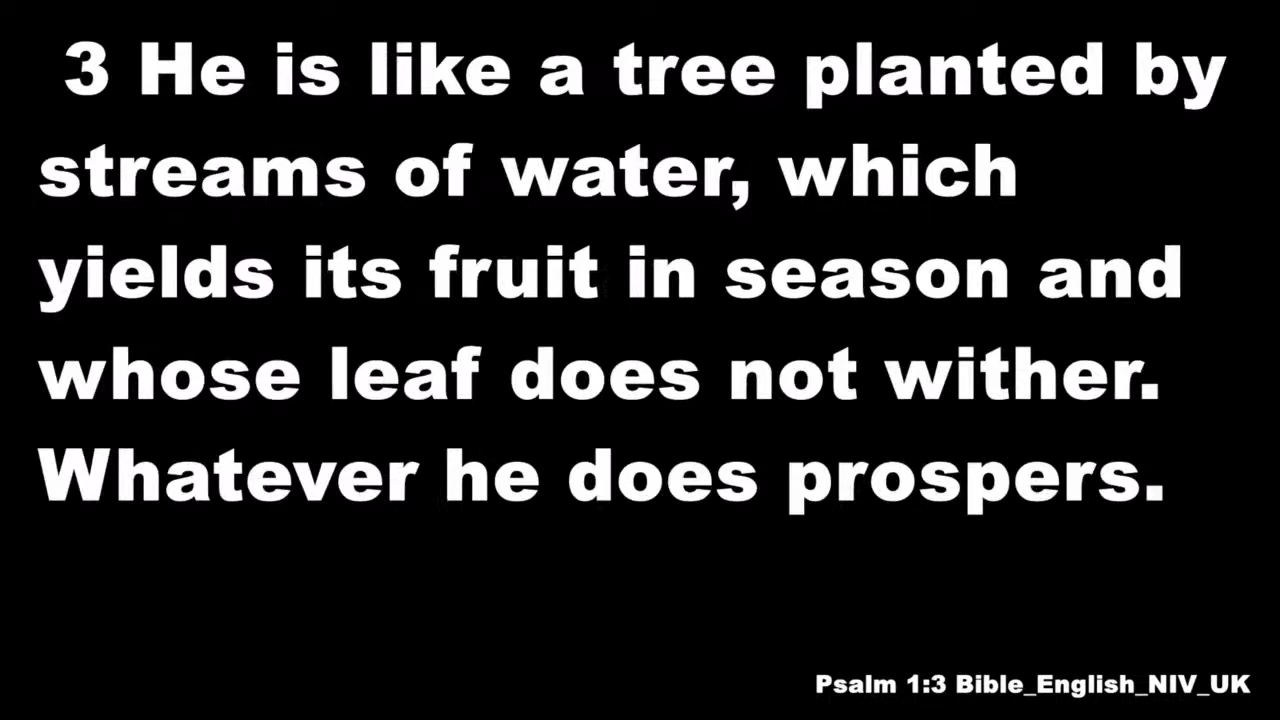 3 He is like a tree planted by
streams of water, which
yields its fruit in season and
whose leaf does not wither.
Whatever he does prospers.
Psalm 1:3 Bible_English_NIV_UK